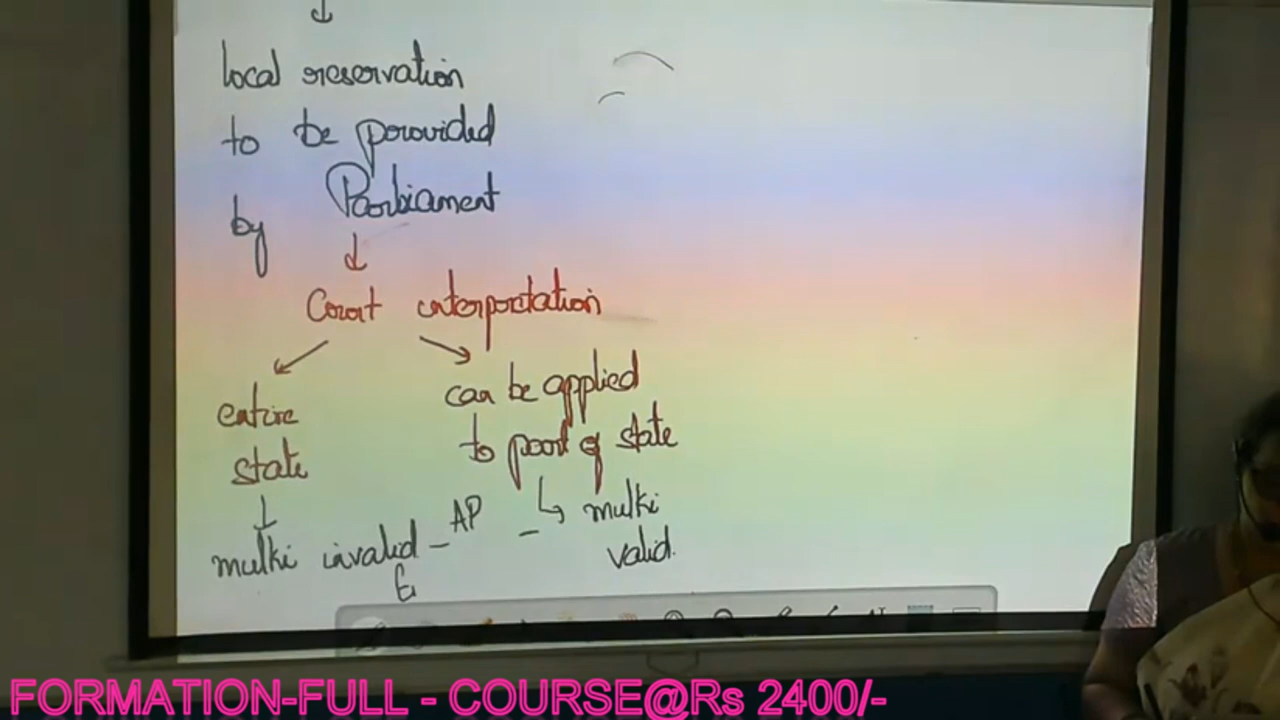 local reservation
to be provided
by Parliament
Court interpretation
entire
state
can be applied
to part of state
multi invalid - AP
- mulki
valid.
FORMATION-FULL - COURSE@Rs 2400/-